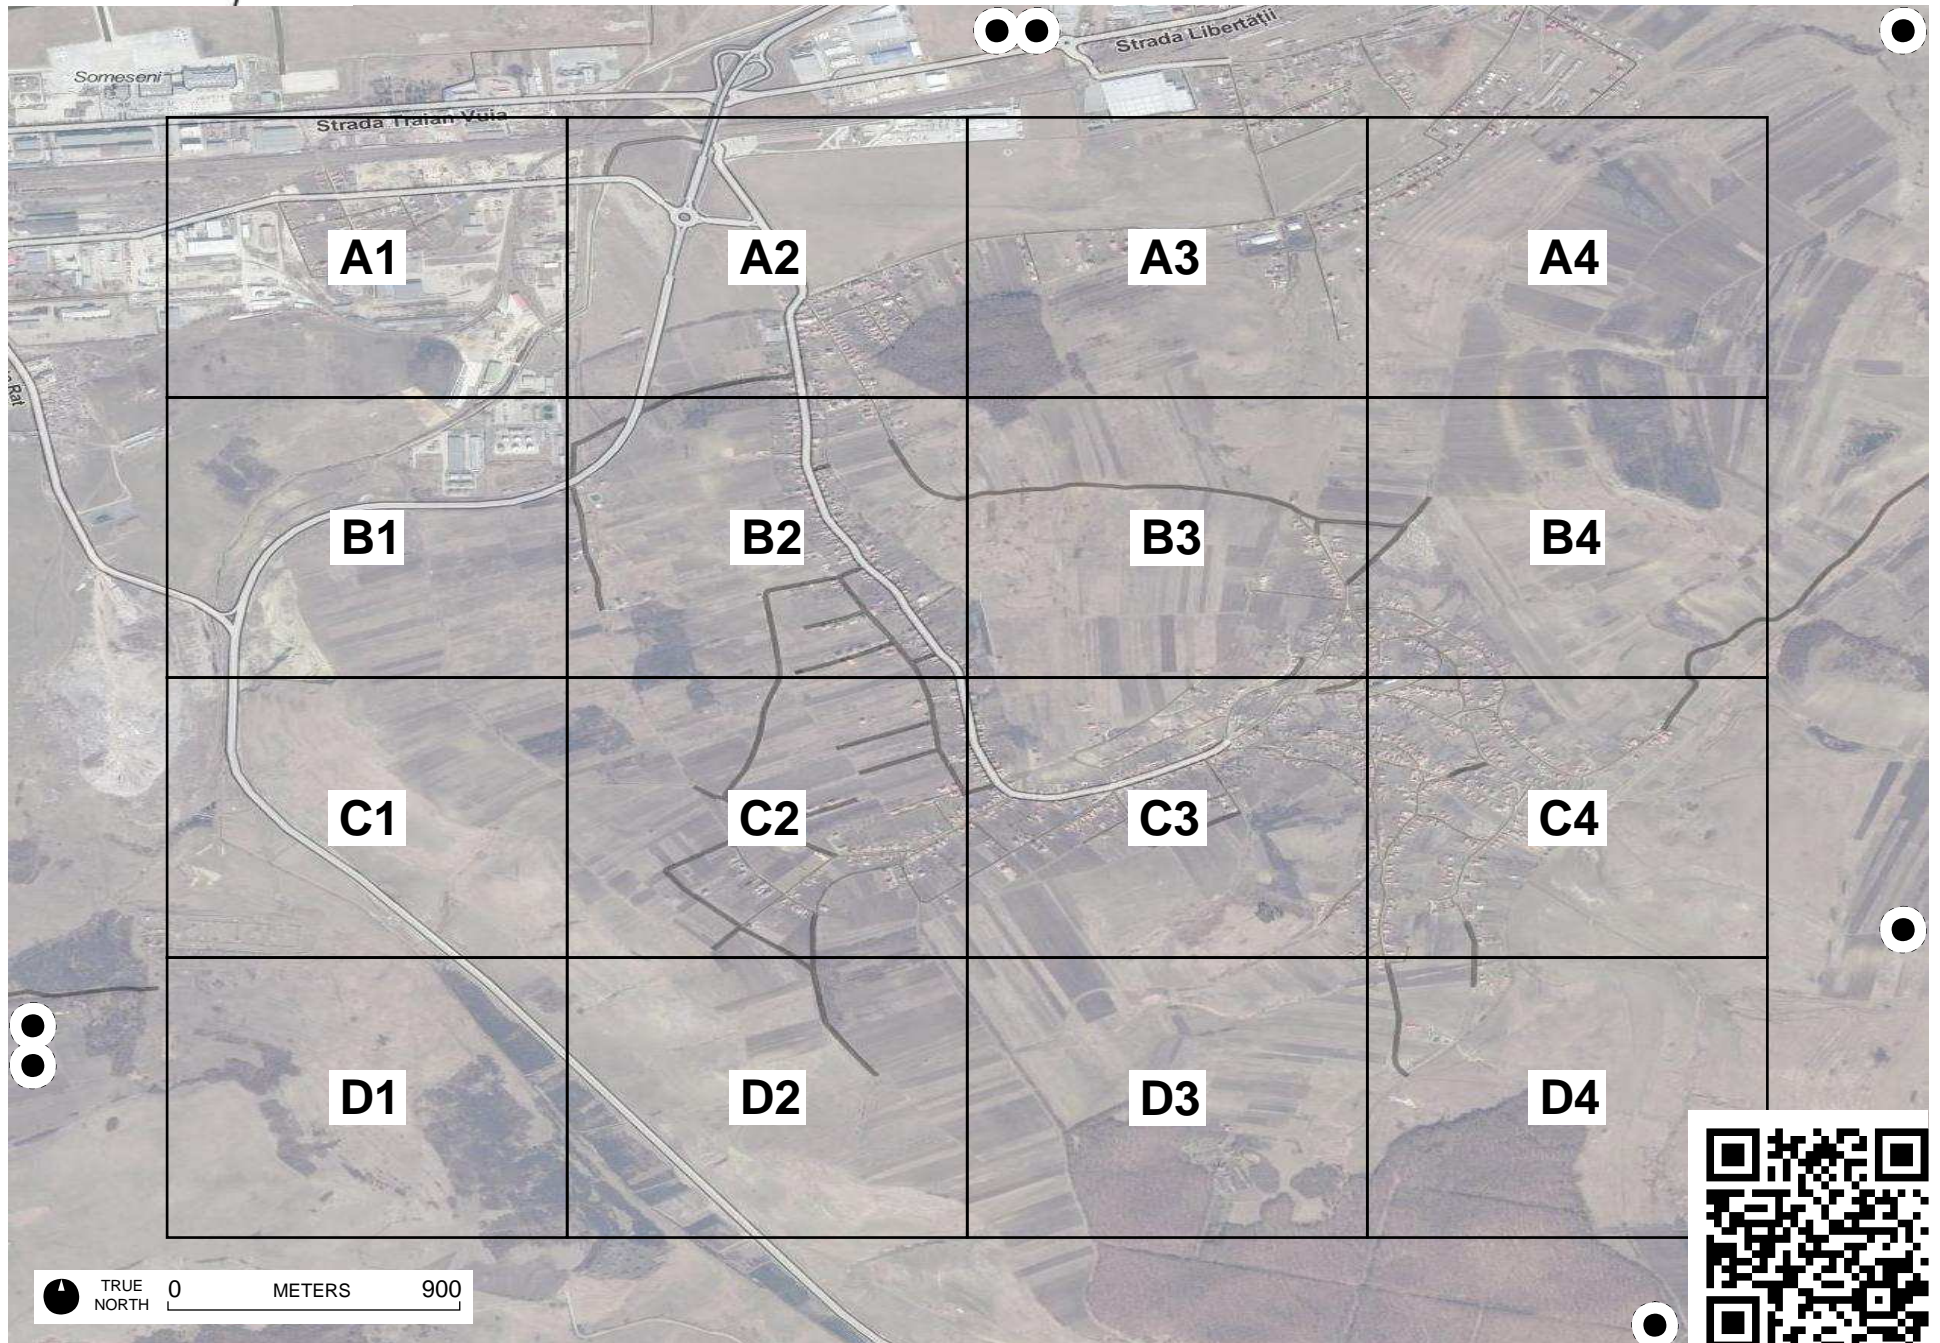 Strada Libertății
Someseni
Strada Traian Vuia
A1
A2
A3
A4
Rat
B1
B2
B3
B4
C1
C2
C3
C4
D1
D2
D3
D4
TRUE
NORTH
0 METERS 900